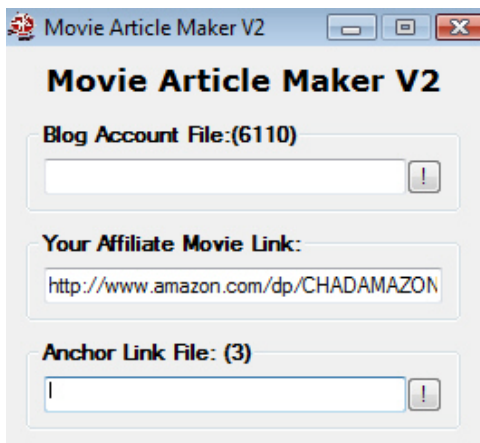 Movie Article Maker V2
Movie Article Maker V2
Blog Account File:(6110)
!
Your Affiliate Movie Link:
http://www.amazon.com/dp/CHADAMAZON
Anchor Link File: (3)
!